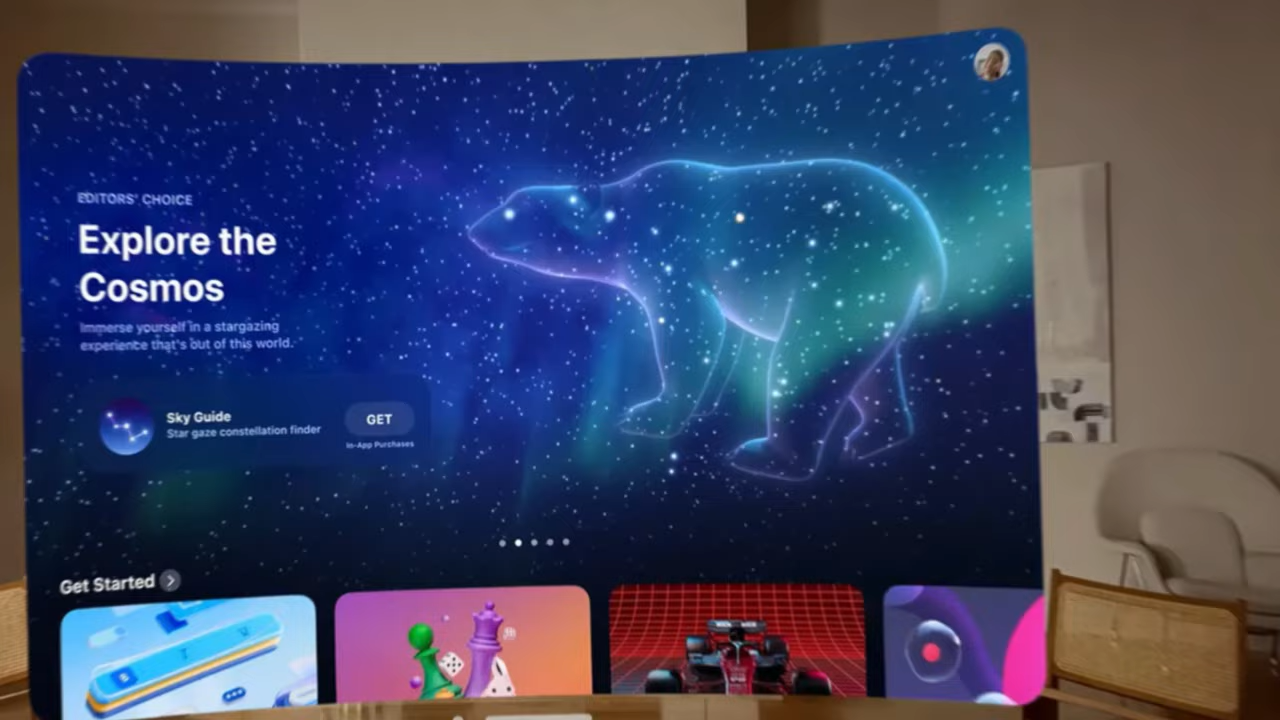 EDITORS' CHOICE
Explore the
Cosmos
Immerse yourself in a stargazing
experience that's out of this world.
Sky Guide
Star gaze constellation finder
GET
In-App Purchases
Get Started